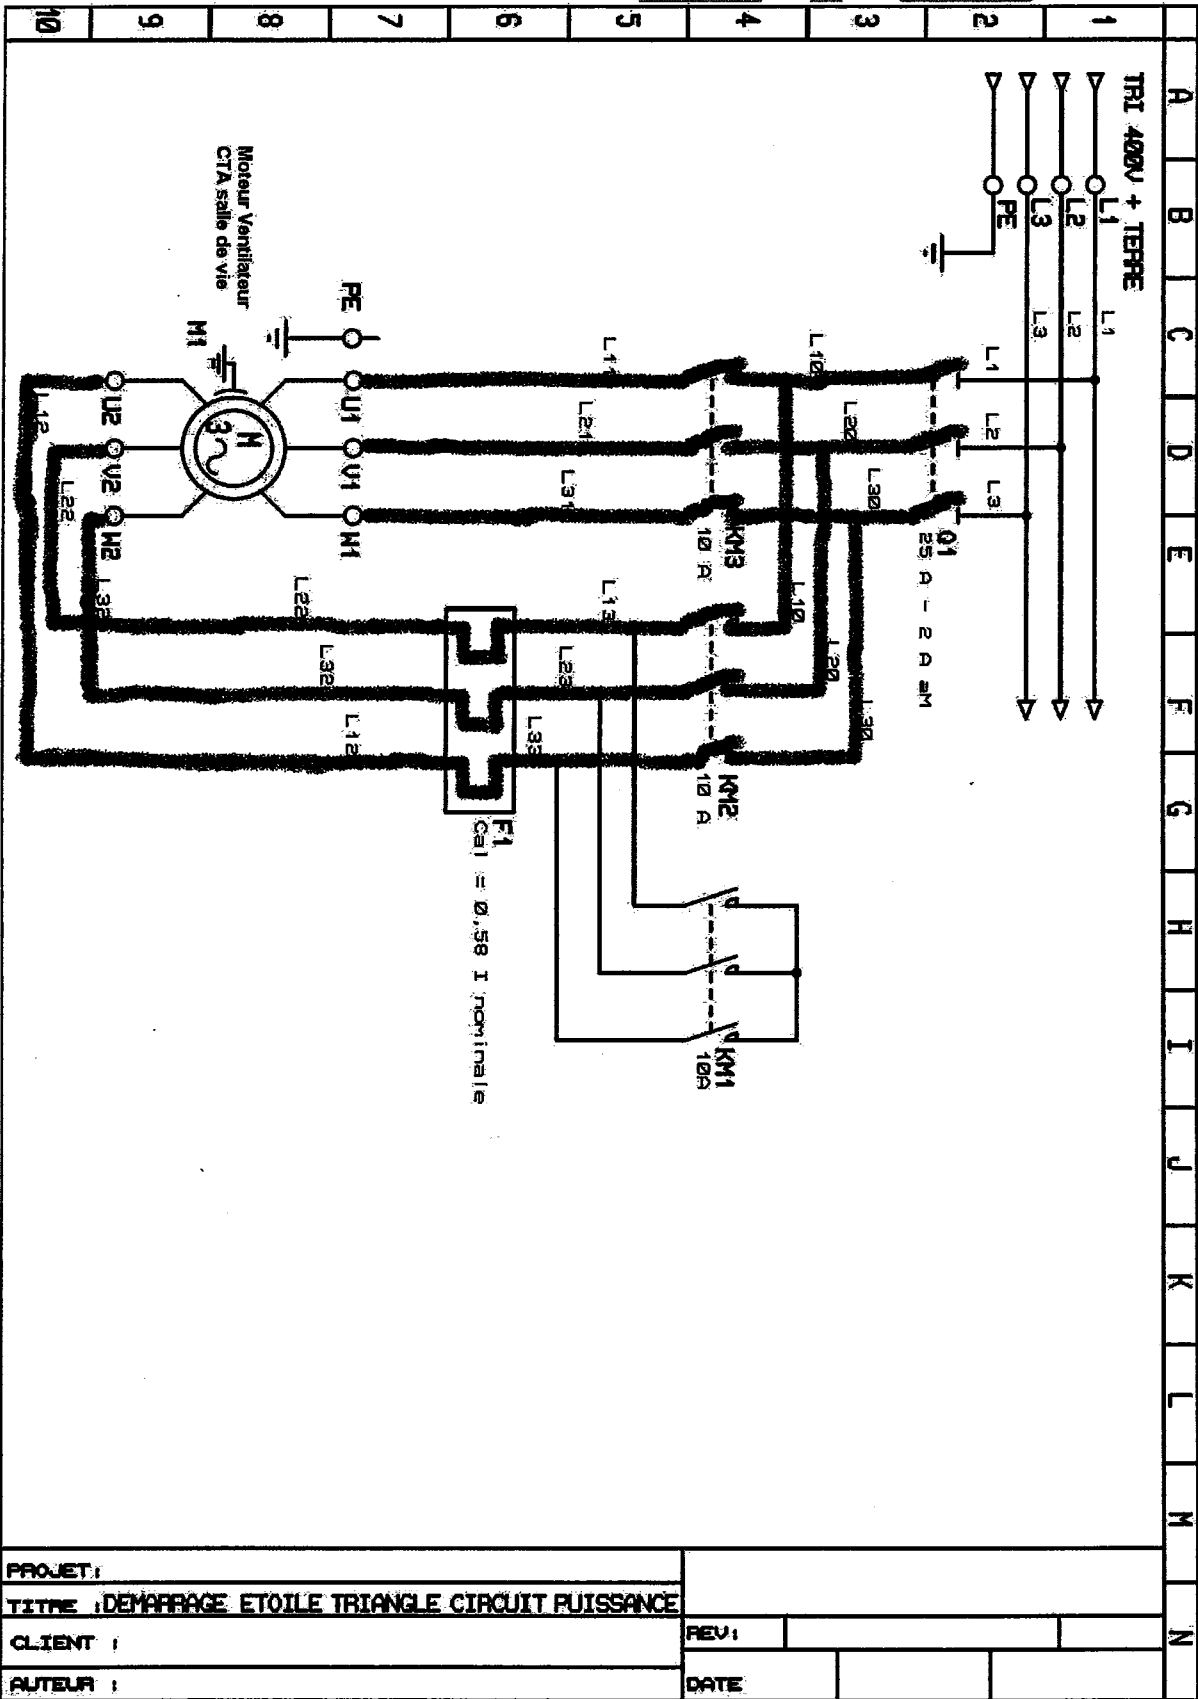 1 2 3 4 5 6 7 8 9 10
A B C D E F G H I J K L M N
TRI 400V + TERRE
L1
L2
L3
PE
L1
L2
L3
L1
L2
L3
Q1
25 A - 2 A aM
L10
L20
L30
L10
L20
L30
KM3
10 A
KM2
10 A
KM1
10A
L11
L21
L31
L13
L23
L33
F1
Cal = 0,58 I nominale
PE
U1
V1
W1
L22
L32
L12
M
3
M1
Moteur Ventilateur
CTA salle de vie
U2
V2
W2
L12
L22
L32
PROJET:
TITRE :DEMARRAGE ETOILE TRIANGLE CIRCUIT PUISSANCE
CLIENT :
AUTEUR :
REV:
DATE